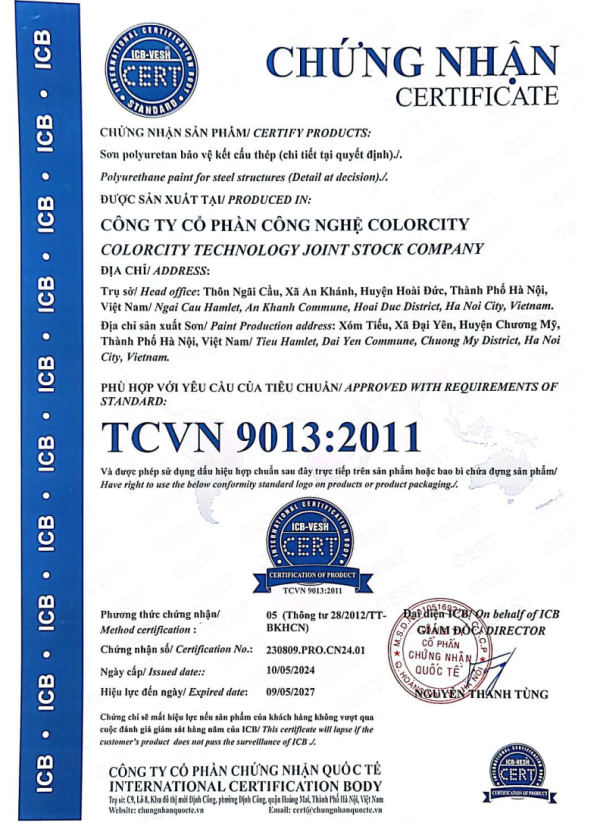 ICB • ICB • ICB • ICB • ICB • ICB • ICB • ICB • ICB • ICB
INTERNATIONAL CERTIFICATION BODY
ICB-VESH
CERT
STANDARD
CHỨNG NHẬN
CERTIFICATE
CHỨNG NHẬN SẢN PHẨM/ CERTIFY PRODUCTS:
Sơn polyuretan bảo vệ kết cấu thép (chi tiết tại quyết định)./.
Polyurethane paint for steel structures (Detail at decision)./.
ĐƯỢC SẢN XUẤT TẠI/ PRODUCED IN:
CÔNG TY CỔ PHẦN CÔNG NGHỆ COLORCITY
COLORCITY TECHNOLOGY JOINT STOCK COMPANY
ĐỊA CHỈ/ ADDRESS:
Trụ sở/ Head office: Thôn Ngãi Cầu, Xã An Khánh, Huyện Hoài Đức, Thành Phố Hà Nội,
Việt Nam/ Ngai Cau Hamlet, An Khanh Commune, Hoai Duc District, Ha Noi City, Vietnam.
Địa chỉ sản xuất Sơn/ Paint Production address: Xóm Tiếu, Xã Đại Yên, Huyện Chương Mỹ,
Thành Phố Hà Nội, Việt Nam/ Tieu Hamlet, Dai Yen Commune, Chuong My District, Ha Noi
City, Vietnam.
PHÙ HỢP VỚI YÊU CẦU CỦA TIÊU CHUẨN/ APPROVED WITH REQUIREMENTS OF
STANDARD:
TCVN 9013:2011
Và được phép sử dụng dấu hiệu hợp chuẩn sau đây trực tiếp trên sản phẩm hoặc bao bì chứa đựng sản phẩm/
Have right to use the below conformity standard logo on products or product packaging./.
INTERNATIONAL CERTIFICATION BODY
ICB-VESH
CERT
CERTIFICATION OF PRODUCT
TCVN 9013:2011
Phương thức chứng nhận/ 05 (Thông tư 28/2012/TT-
Method certification : BKHCN)
Chứng nhận số/ Certification No.: 230809.PRO.CN24.01
Ngày cấp/ Issued date:: 10/05/2024
Hiệu lực đến ngày/ Expired date: 09/05/2027
Đại diện ICB/ On behalf of ICB
GIÁM ĐỐC/ DIRECTOR
CỔ PHẦN
CHỨNG NHẬN
QUỐC TẾ
NGUYỄN THÀNH TÙNG
Chứng chỉ sẽ mất hiệu lực nếu sản phẩm của khách hàng không vượt qua
cuộc đánh giá giám sát hàng năm của ICB/ This certificate will lapse if the
customer's product does not pass the surveillance of ICB ./.
CÔNG TY CỔ PHẦN CHỨNG NHẬN QUỐC TẾ
INTERNATIONAL CERTIFICATION BODY
Trụ sở: C9, Lô 8, Khu đô thị mới Định Công, phường Định Công, quận Hoàng Mai, Thành Phố Hà Nội, Việt Nam
Website: chungnhanquocte.vn Email: cert@chungnhanquocte.vn
ICB-VESH
CERT
CERTIFICATION OF PRODUCT